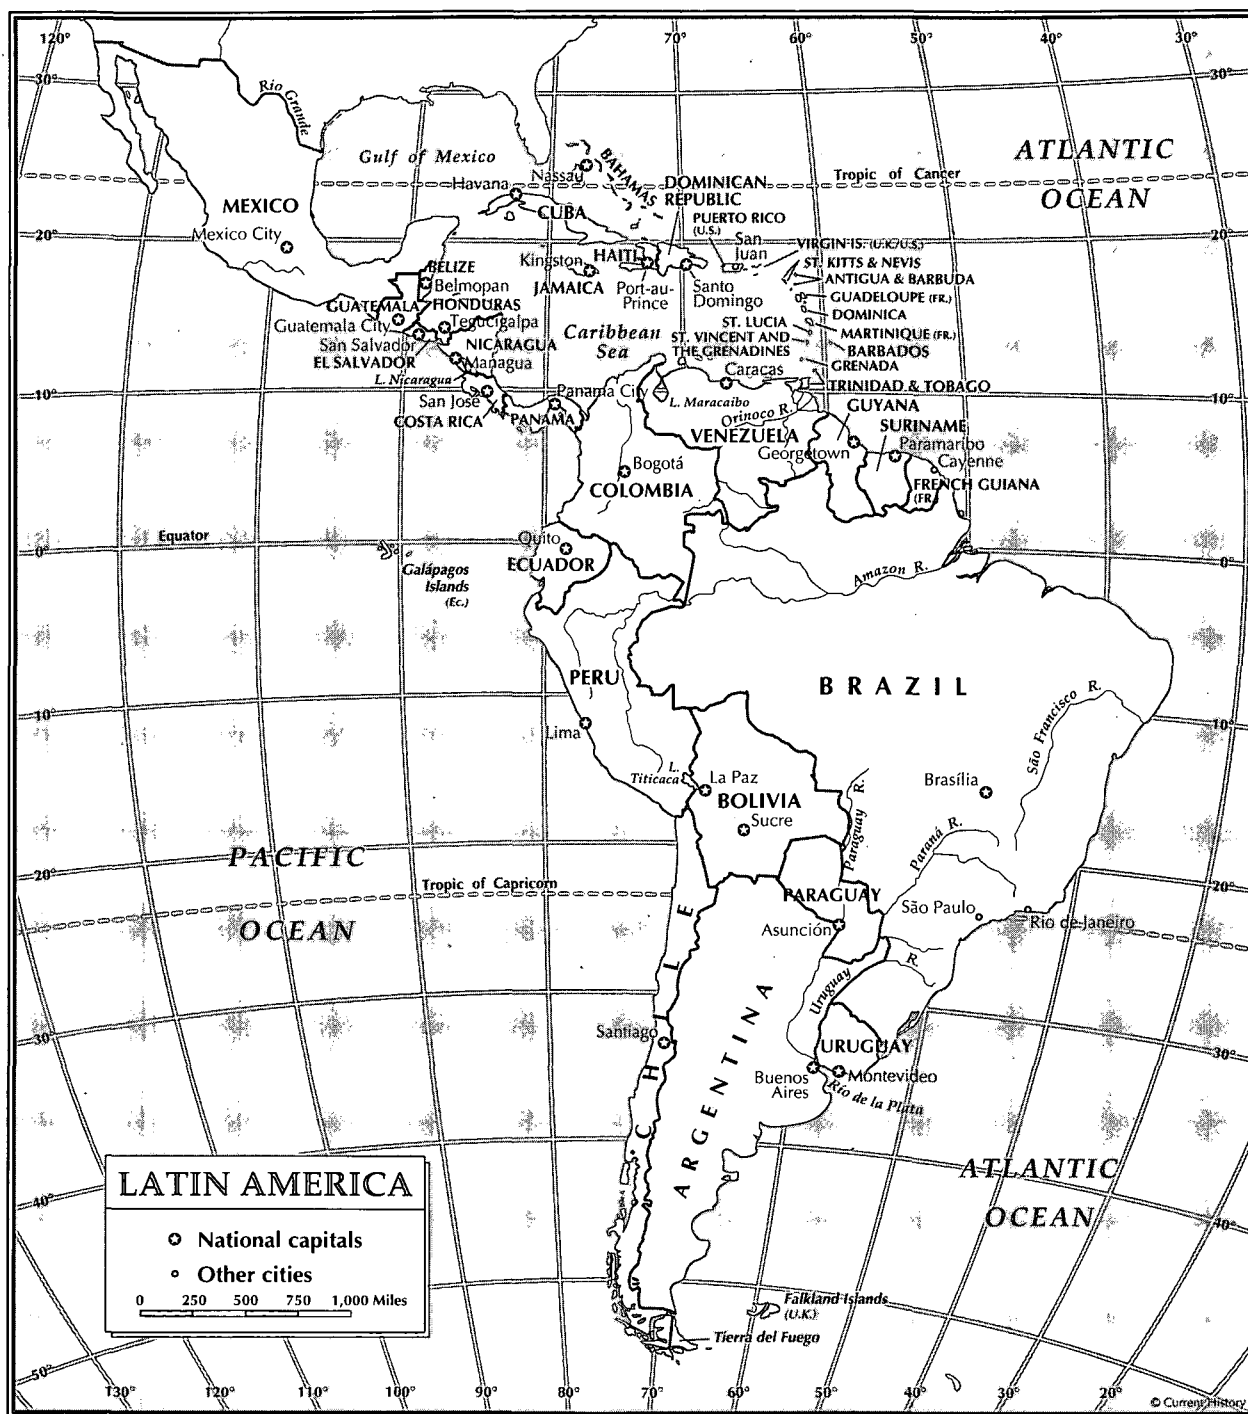 120°
70°
60°
50°
40°
30°
30°
30°
Rio Grande
Gulf of Mexico
ATLANTIC
OCEAN
Nassau
BAHAMAS
Havana
Tropic of Cancer
DOMINICAN
REPUBLIC
MEXICO
CUBA
PUERTO RICO
(U.S.)
San
Juan
Mexico City
20°
20°
VIRGIN IS. (U.K./U.S.)
Kingston
HAITI
ST. KITTS & NEVIS
BELIZE
ANTIGUA & BARBUDA
Belmopan
JAMAICA
Port-au-
Prince
Santo
Domingo
GUADELOUPE (FR.)
GUATEMALA
HONDURAS
DOMINICA
Guatemala City
Tegucigalpa
Caribbean
Sea
ST. LUCIA
MARTINIQUE (FR.)
San Salvador
NICARAGUA
ST. VINCENT AND
THE GRENADINES
BARBADOS
EL SALVADOR
Managua
GRENADA
L. Nicaragua
Caracas
TRINIDAD & TOBAGO
10°
10°
San José
Panama City
L. Maracaibo
GUYANA
COSTA RICA
PANAMA
Orinoco R.
SURINAME
VENEZUELA
Paramaribo
Georgetown
Cayenne
Bogotá
COLOMBIA
FRENCH GUIANA
(FR.)
Equator
0°
0°
Quito
ECUADOR
Galápagos
Islands
(Ec.)
Amazon R.
PERU
BRAZIL
10°
10°
São Francisco R.
Lima
L.
Titicaca
La Paz
Brasília
BOLIVIA
Sucre
Paraguay R.
Paraná R.
PACIFIC
OCEAN
20°
20°
Tropic of Capricorn
PARAGUAY
São Paulo
Rio de Janeiro
Asunción
CHILE
Uruguay
R.
ARGENTINA
30°
30°
Santiago
URUGUAY
Buenos
Aires
Montevideo
Río de la Plata
ATLANTIC
OCEAN
LATIN AMERICA
National capitals
Other cities
0 250 500 750 1,000 Miles
40°
40°
Falkland Islands
(U.K.)
Tierra del Fuego
50°
130° 120° 110° 100° 90° 80° 70° 60° 50° 40° 30° 20°
© Current History